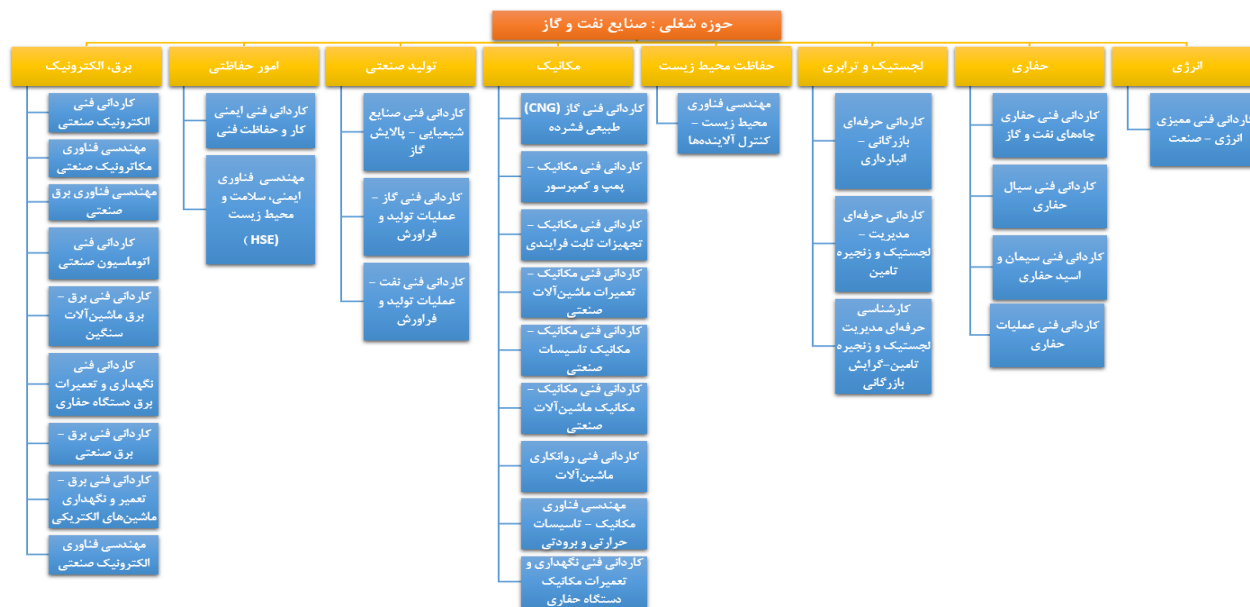 حوزه شغلی : صنایع نفت و گاز
انرژی
کاردانی فنی ممیزی
انرژی – صنعت
حفاری
کاردانی فنی حفاری
چاه‌های نفت و گاز
کاردانی فنی سیال
حفاری
کاردانی فنی سیمان و
اسید حفاری
کاردانی فنی عملیات
حفاری
لجستیک و ترابری
کاردانی حرفه‌ای
بازرگانی –
انبارداری
کاردانی حرفه‌ای
مدیریت –
لجستیک و زنجیره
تامین
کارشناسی
حرفه‌ای مدیریت
لجستیک و زنجیره
تامین–گرایش
بازرگانی
حفاظت محیط زیست
مهندسی فناوری
محیط زیست –
کنترل آلاینده‌ها
مکانیک
کاردانی فنی گاز (CNG)
طبیعی فشرده
کاردانی فنی مکانیک –
پمپ و کمپرسور
کاردانی فنی مکانیک –
تجهیزات ثابت فرایندی
کاردانی فنی مکانیک –
تعمیرات ماشین‌آلات
صنعتی
کاردانی فنی مکانیک –
مکانیک تاسیسات
صنعتی
کاردانی فنی مکانیک –
مکانیک ماشین‌آلات
صنعتی
کاردانی فنی روانکاری
ماشین‌آلات
مهندسی فناوری
مکانیک – تاسیسات
حرارتی و برودتی
کاردانی فنی نگهداری و
تعمیرات مکانیک
دستگاه حفاری
تولید صنعتی
کاردانی فنی صنایع
شیمیایی – پالایش
گاز
کاردانی فنی گاز –
عملیات تولید و
فراورش
کاردانی فنی نفت –
عملیات تولید و
فراورش
امور حفاظتی
کاردانی فنی ایمنی
کار و حفاظت فنی
مهندسی فناوری
ایمنی، سلامت و
محیط زیست
(HSE )
برق، الکترونیک
کاردانی فنی
الکترونیک صنعتی
مهندسی فناوری
مکاترونیک صنعتی
مهندسی فناوری برق
صنعتی
کاردانی فنی
اتوماسیون صنعتی
کاردانی فنی برق –
برق ماشین‌آلات
سنگین
کاردانی فنی
نگهداری و تعمیرات
برق دستگاه حفاری
کاردانی فنی برق –
برق صنعتی
کاردانی فنی برق –
تعمیر و نگهداری
ماشین‌های الکتریکی
مهندسی فناوری
الکترونیک صنعتی